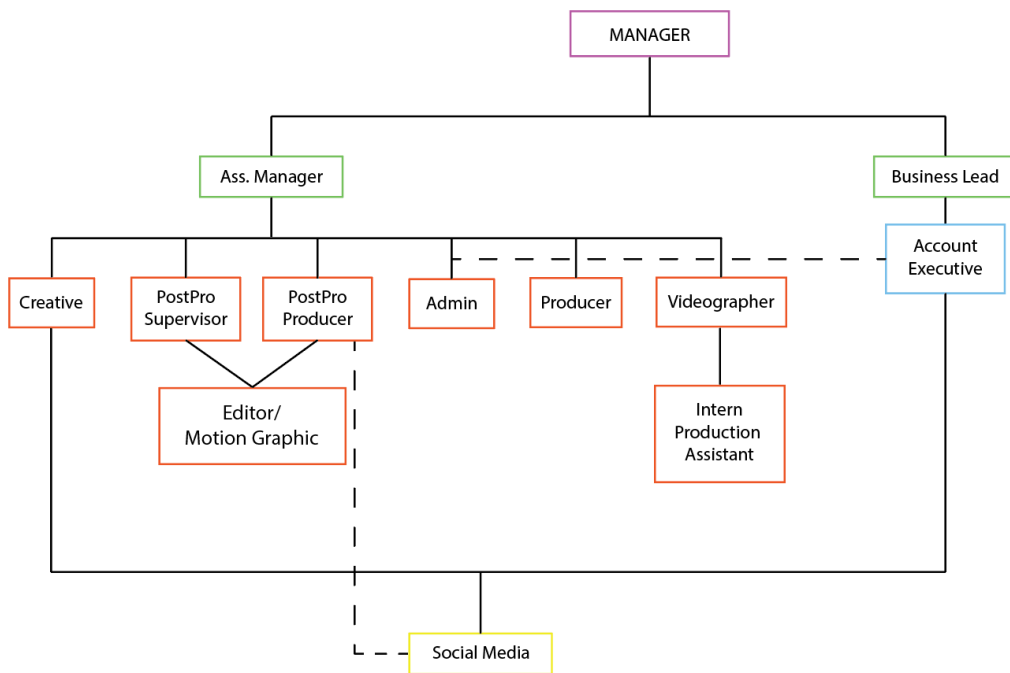 MANAGER
Ass. Manager
Business Lead
Account
Executive
Creative
PostPro
Supervisor
PostPro
Producer
Admin
Producer
Videographer
Editor/
Motion Graphic
Intern
Production
Assistant
Social Media